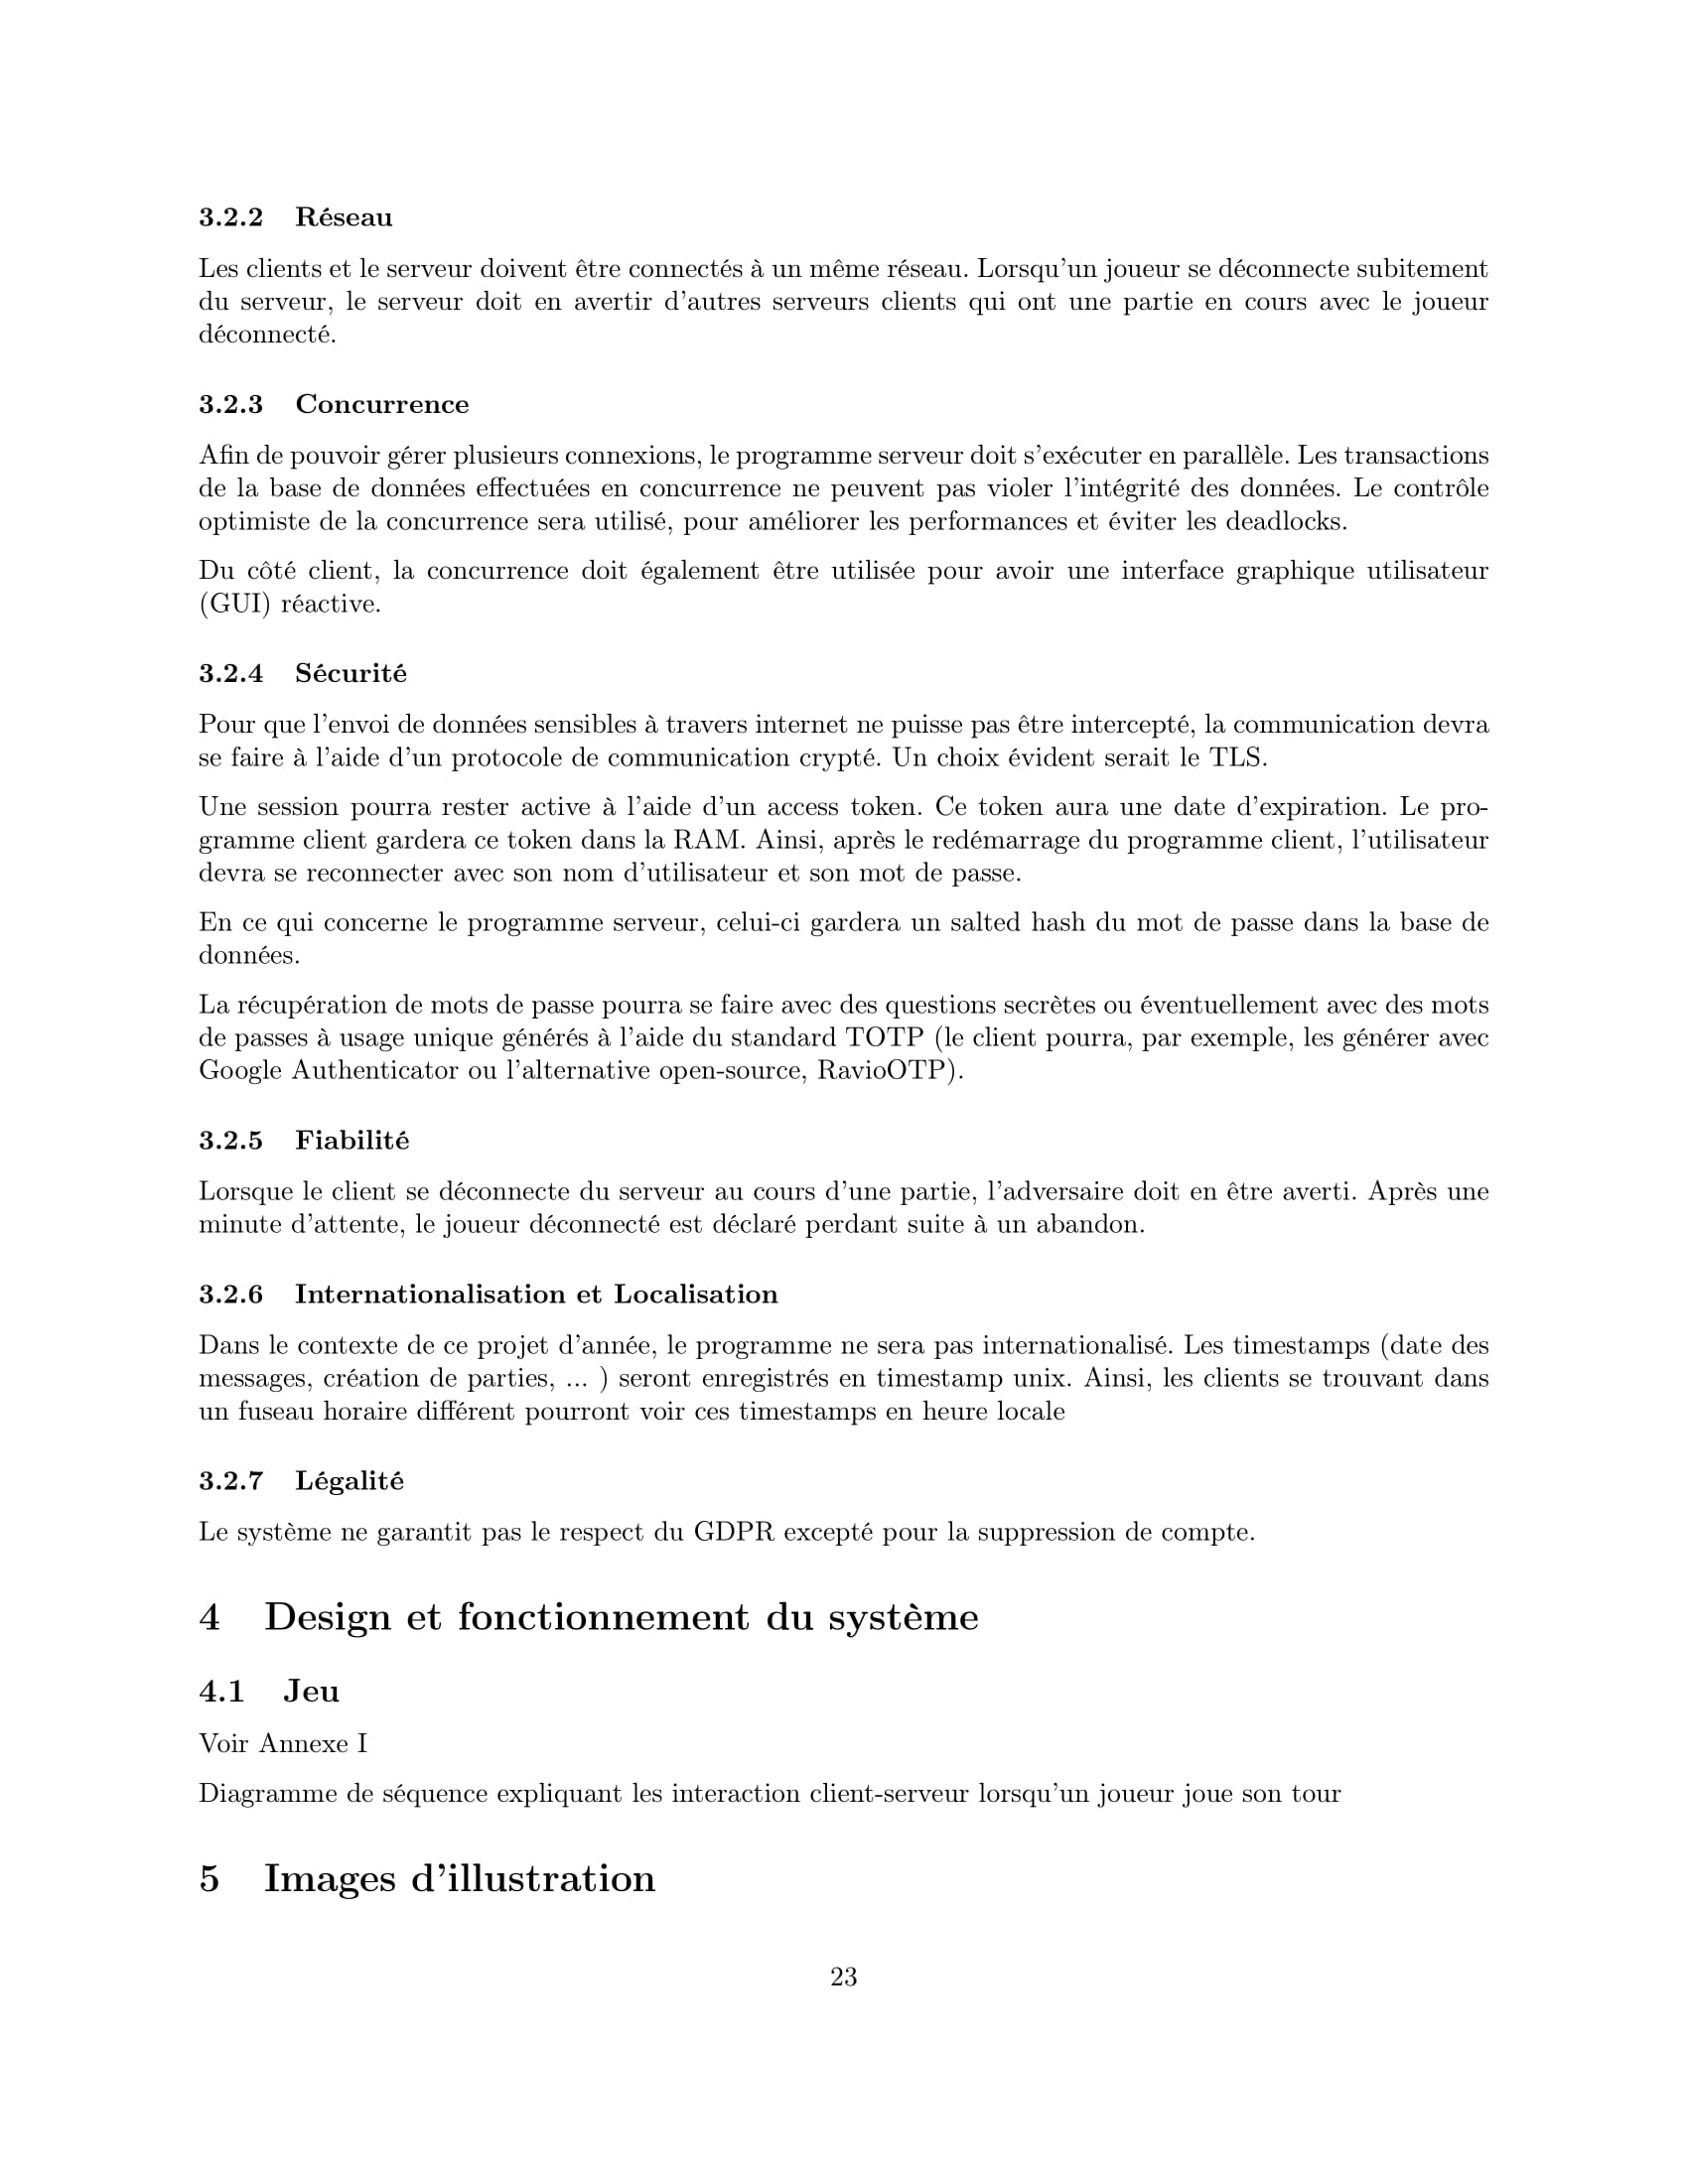 3.2.2 Réseau
Les clients et le serveur doivent être connectés à un même réseau. Lorsqu'un joueur se déconnecte subitement
du serveur, le serveur doit en avertir d'autres serveurs clients qui ont une partie en cours avec le joueur
déconnecté.
3.2.3 Concurrence
Afin de pouvoir gérer plusieurs connexions, le programme serveur doit s'exécuter en parallèle. Les transactions
de la base de données effectuées en concurrence ne peuvent pas violer l'intégrité des données. Le contrôle
optimiste de la concurrence sera utilisé, pour améliorer les performances et éviter les deadlocks.
Du côté client, la concurrence doit également être utilisée pour avoir une interface graphique utilisateur
(GUI) réactive.
3.2.4 Sécurité
Pour que l'envoi de données sensibles à travers internet ne puisse pas être intercepté, la communication devra
se faire à l'aide d'un protocole de communication crypté. Un choix évident serait le TLS.
Une session pourra rester active à l'aide d'un access token. Ce token aura une date d'expiration. Le pro-
gramme client gardera ce token dans la RAM. Ainsi, après le redémarrage du programme client, l'utilisateur
devra se reconnecter avec son nom d'utilisateur et son mot de passe.
En ce qui concerne le programme serveur, celui-ci gardera un salted hash du mot de passe dans la base de
données.
La récupération de mots de passe pourra se faire avec des questions secrètes ou éventuellement avec des mots
de passes à usage unique générés à l'aide du standard TOTP (le client pourra, par exemple, les générer avec
Google Authenticator ou l'alternative open-source, RavioOTP).
3.2.5 Fiabilité
Lorsque le client se déconnecte du serveur au cours d'une partie, l'adversaire doit en être averti. Après une
minute d'attente, le joueur déconnecté est déclaré perdant suite à un abandon.
3.2.6 Internationalisation et Localisation
Dans le contexte de ce projet d'année, le programme ne sera pas internationalisé. Les timestamps (date des
messages, création de parties, ... ) seront enregistrés en timestamp unix. Ainsi, les clients se trouvant dans
un fuseau horaire différent pourront voir ces timestamps en heure locale
3.2.7 Légalité
Le système ne garantit pas le respect du GDPR excepté pour la suppression de compte.
4 Design et fonctionnement du système
4.1 Jeu
Voir Annexe I
Diagramme de séquence expliquant les interaction client-serveur lorsqu'un joueur joue son tour
5 Images d'illustration
23